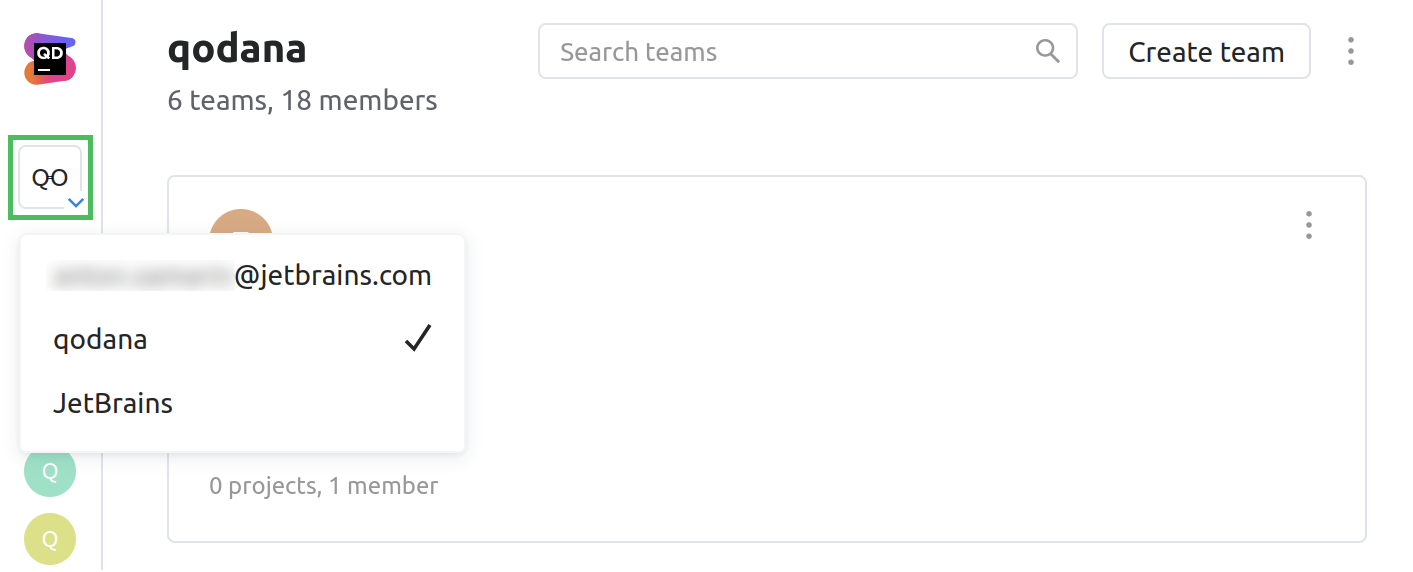 QD
qodana
Search teams
Create team
6 teams, 18 members
QO
@jetbrains.com
qodana
JetBrains
Q
0 projects, 1 member
Q